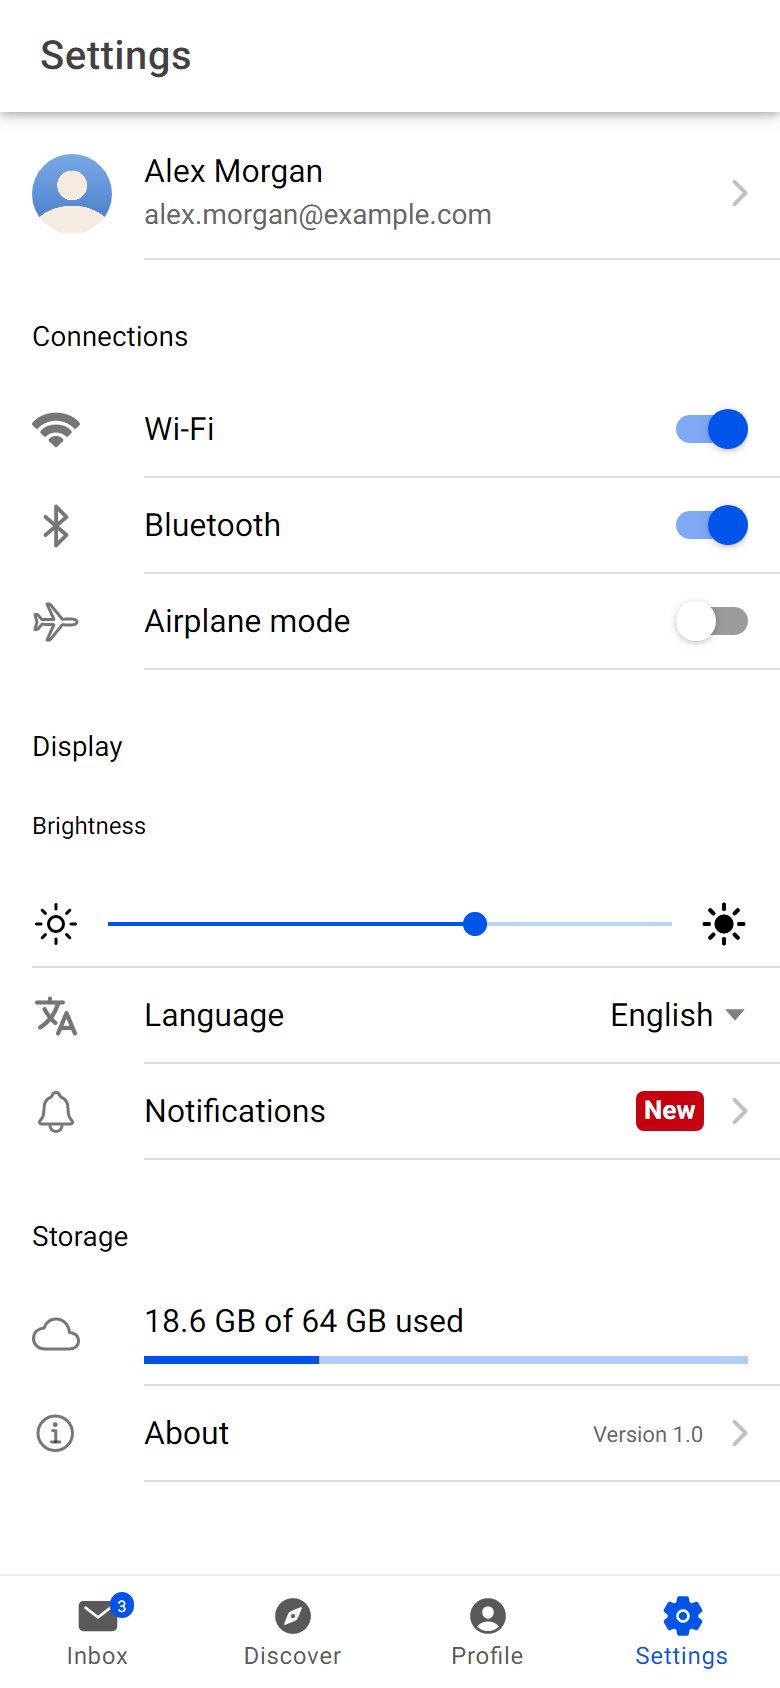 Settings
Alex Morgan
alex.morgan@example.com
Connections
Wi-Fi
Bluetooth
Airplane mode
Display
Brightness
Language English
Notifications New
Storage
18.6 GB of 64 GB used
About Version 1.0
3
Inbox Discover Profile Settings